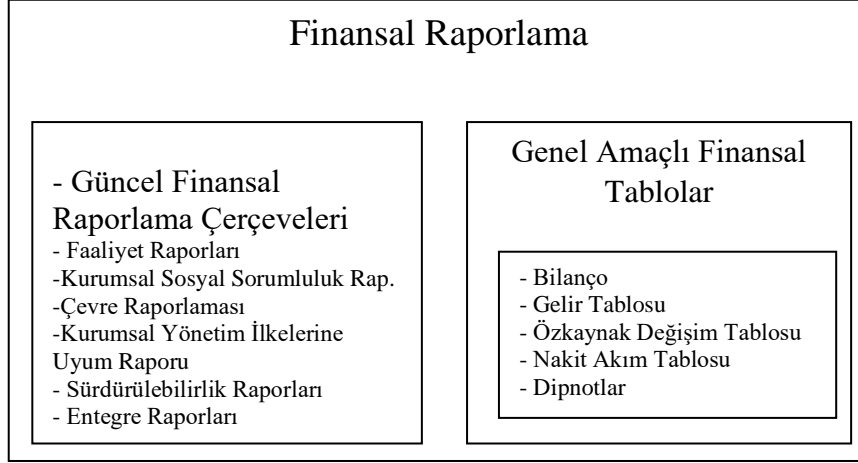 Finansal Raporlama
- Güncel Finansal
Raporlama Çerçeveleri
- Faaliyet Raporları
-Kurumsal Sosyal Sorumluluk Rap.
-Çevre Raporlaması
-Kurumsal Yönetim İlkelerine
Uyum Raporu
- Sürdürülebilirlik Raporları
- Entegre Raporları
Genel Amaçlı Finansal
Tablolar
- Bilanço
- Gelir Tablosu
- Özkaynak Değişim Tablosu
- Nakit Akım Tablosu
- Dipnotlar